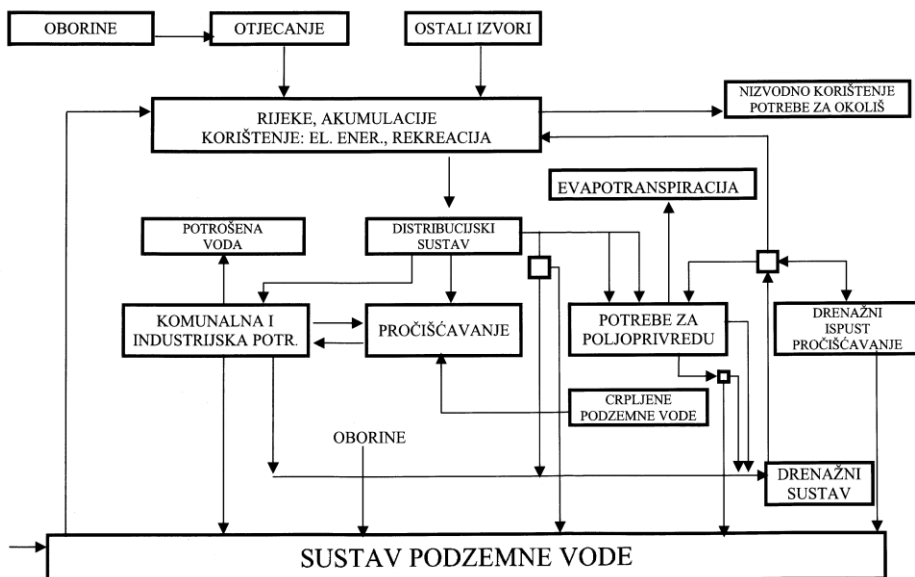 OBORINE
OTJECANJE
OSTALI IZVORI
RIJEKE, AKUMULACIJE
KORIŠTENJE: EL. ENER., REKREACIJA
NIZVODNO KORIŠTENJE
POTREBE ZA OKOLIŠ
EVAPOTRANSPIRACIJA
POTROŠENA
VODA
DISTRIBUCIJSKI
SUSTAV
KOMUNALNA I
INDUSTRIJSKA POTR.
PROČIŠĆAVANJE
POTREBE ZA
POLJOPRIVREDU
DRENAŽNI
ISPUST
PROČIŠĆAVANJE
CRPLJENE
PODZEMNE VODE
OBORINE
DRENAŽNI
SUSTAV
SUSTAV PODZEMNE VODE